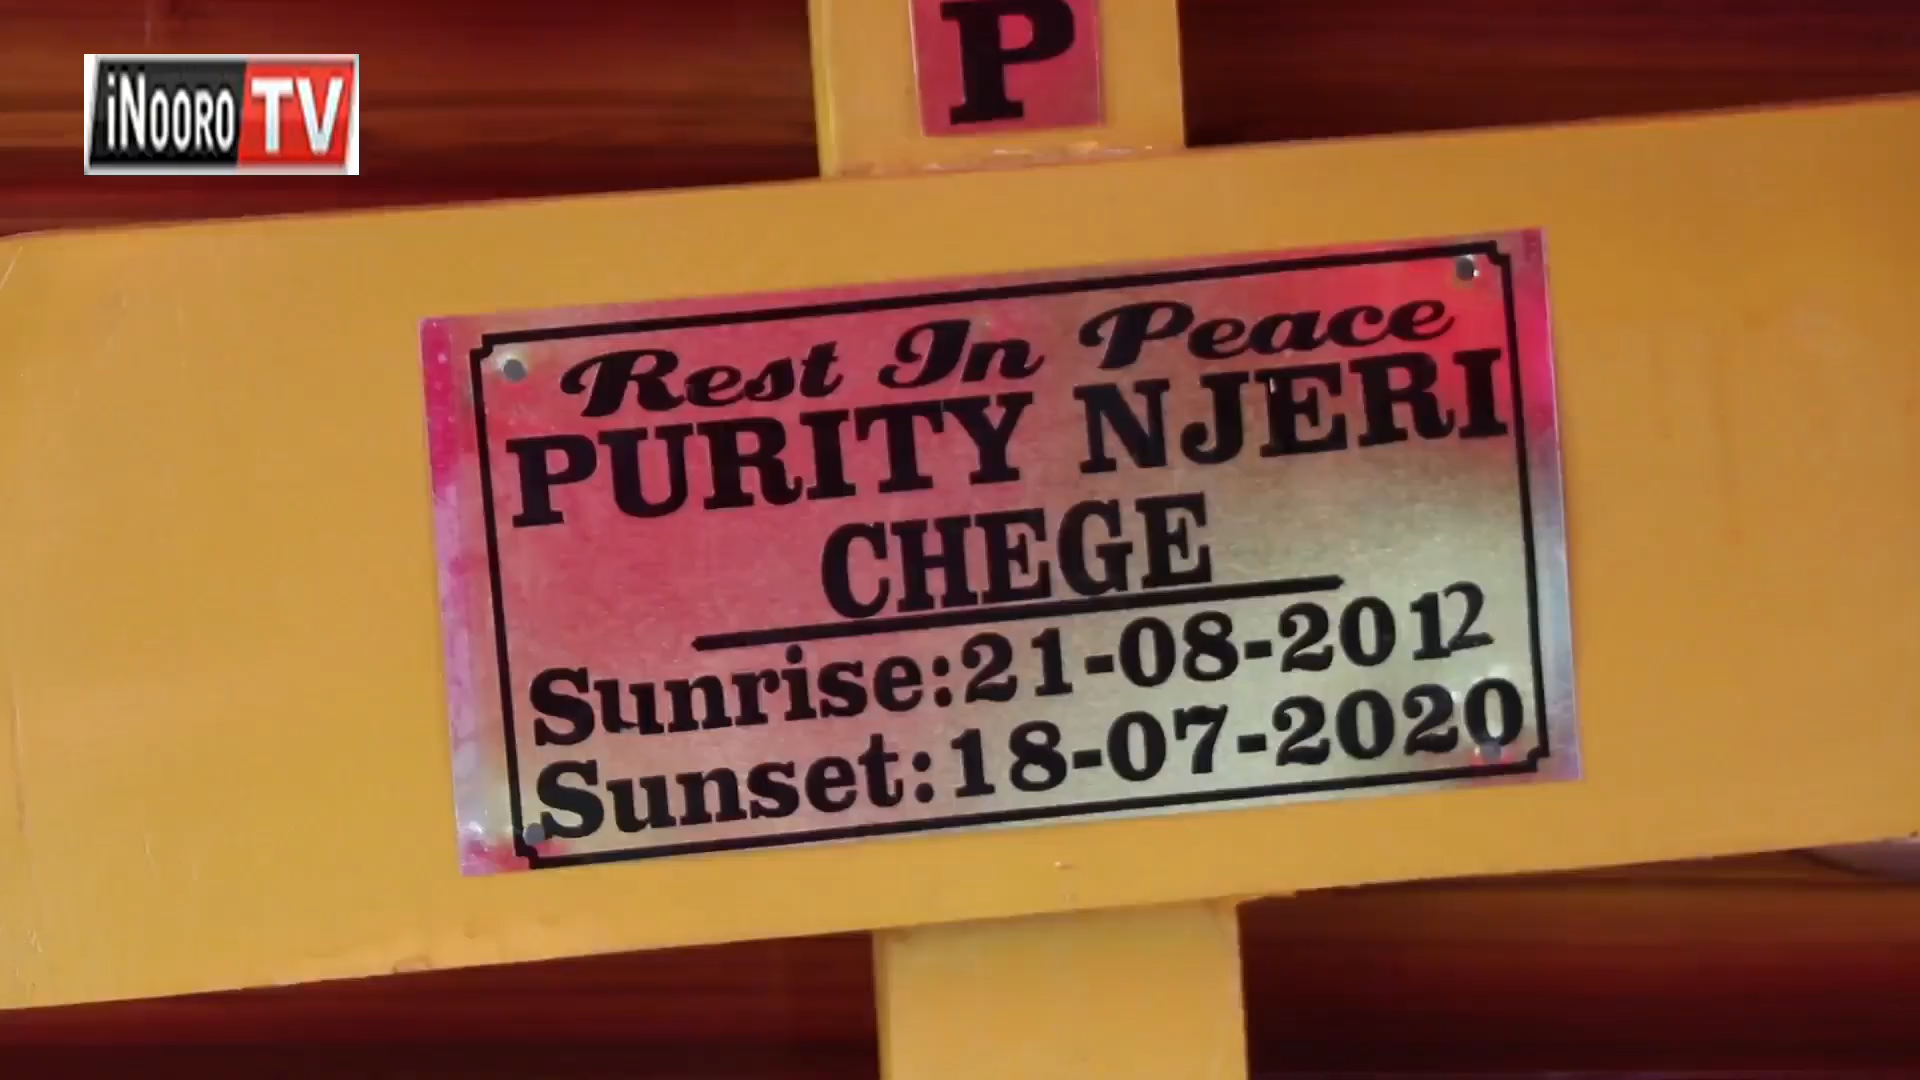 iNOORO TV
P
Rest In Peace
PURITY NJERI
CHEGE
Sunrise:21-08-2012
Sunset:18-07-2020